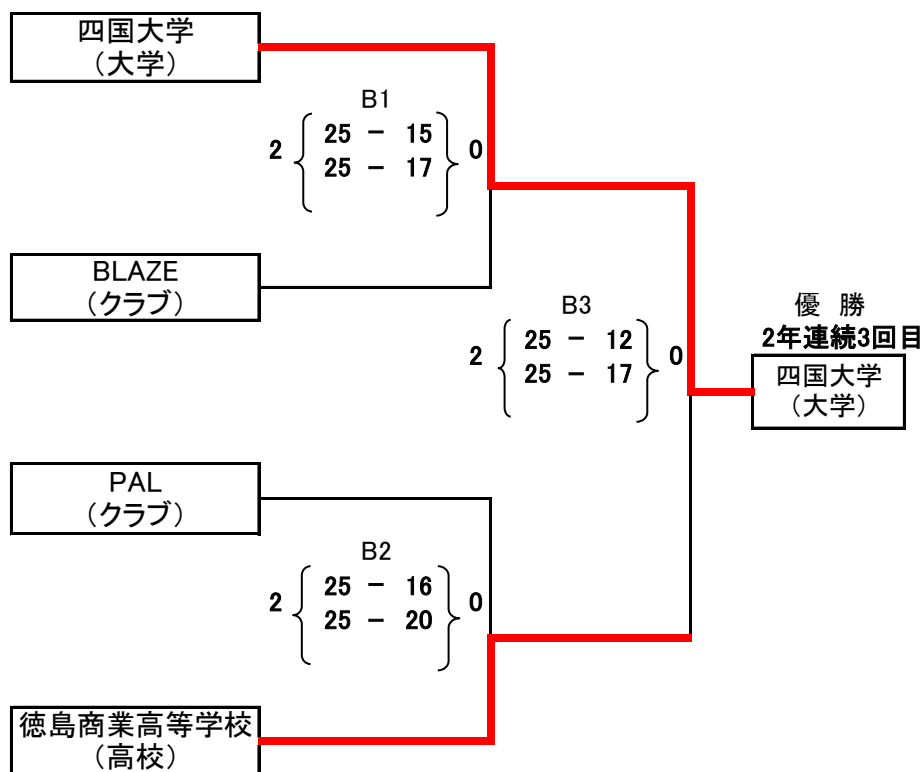 四国大学
（大学）
B1
2 25 － 15 0
25 － 17
BLAZE
（クラブ）
B3
2 25 － 12 0
25 － 17
優 勝
2年連続3回目
四国大学
（大学）
PAL
（クラブ）
B2
2 25 － 16 0
25 － 20
徳島商業高等学校
（高校）